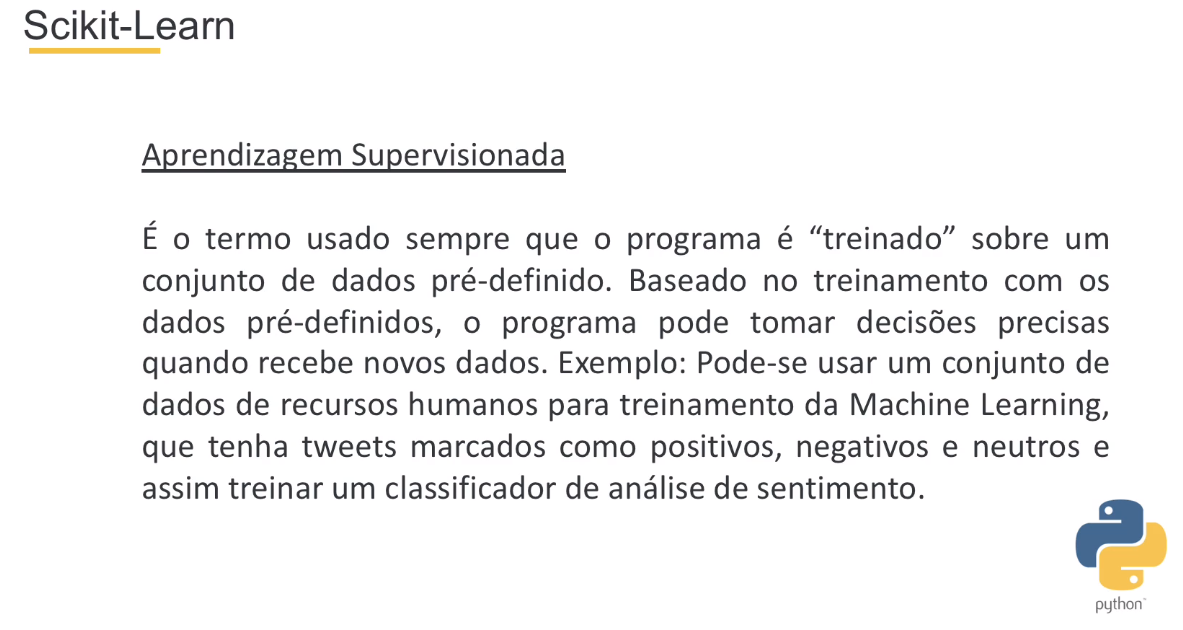 Scikit-Learn
Aprendizagem Supervisionada
É o termo usado sempre que o programa é “treinado” sobre um
conjunto de dados pré-definido. Baseado no treinamento com os
dados pré-definidos, o programa pode tomar decisões precisas
quando recebe novos dados. Exemplo: Pode-se usar um conjunto de
dados de recursos humanos para treinamento da Machine Learning,
que tenha tweets marcados como positivos, negativos e neutros e
assim treinar um classificador de análise de sentimento.
python™